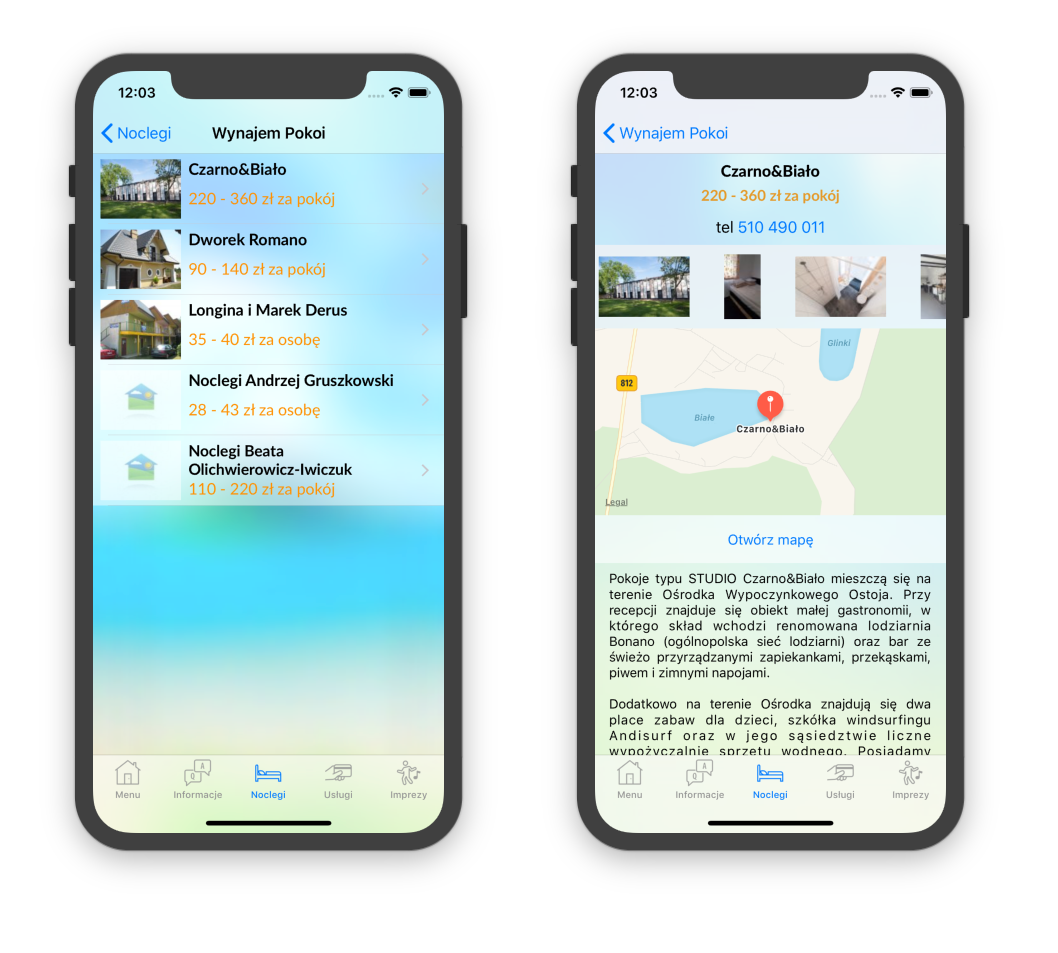 12:03
Noclegi
Wynajem Pokoi
Czarno&Biało
220 - 360 zł za pokój
Dworek Romano
90 - 140 zł za pokój
Longina i Marek Derus
35 - 40 zł za osobę
Noclegi Andrzej Gruszkowski
28 - 43 zł za osobę
Noclegi Beata
Olichwierowicz-Iwiczuk
110 - 220 zł za pokój
Menu
Informacje
Q A
Noclegi
Usługi
Imprezy
12:03
Wynajem Pokoi
Czarno&Biało
220 - 360 zł za pokój
tel 510 490 011
Glinki
812
Białe
Czarno&Biało
Legal
Otwórz mapę
Pokoje typu STUDIO Czarno&Biało mieszczą się na
terenie Ośrodka Wypoczynkowego Ostoja. Przy
recepcji znajduje się obiekt małej gastronomii, w
którego skład wchodzi renomowana lodziarnia
Bonano (ogólnopolska sieć lodziarni) oraz bar ze
świeżo przyrządzanymi zapiekankami, przekąskami,
piwem i zimnymi napojami.
Dodatkowo na terenie Ośrodka znajdują się dwa
place zabaw dla dzieci, szkółka windsurfingu
Andisurf oraz w jego sąsiedztwie liczne
wypożyczalnie sprzętu wodnego. Posiadamy
Menu
Informacje
Q A
Noclegi
Usługi
Imprezy